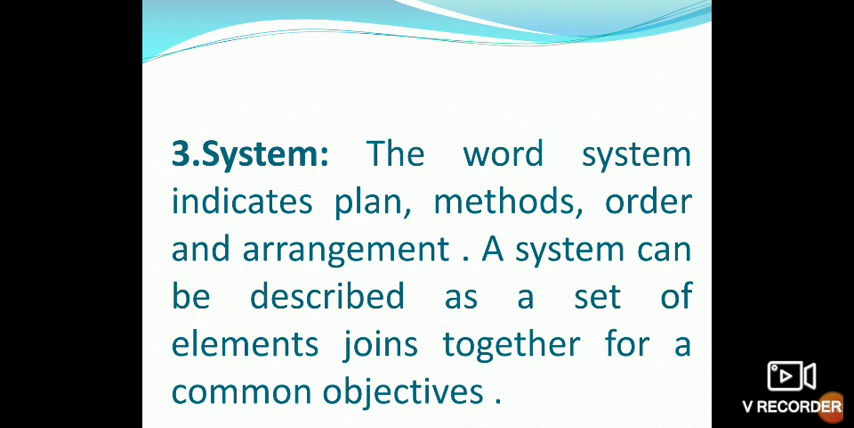 3.System: The word system
indicates plan, methods, order
and arrangement . A system can
be described as a set of
elements joins together for a
common objectives .
V RECORDER